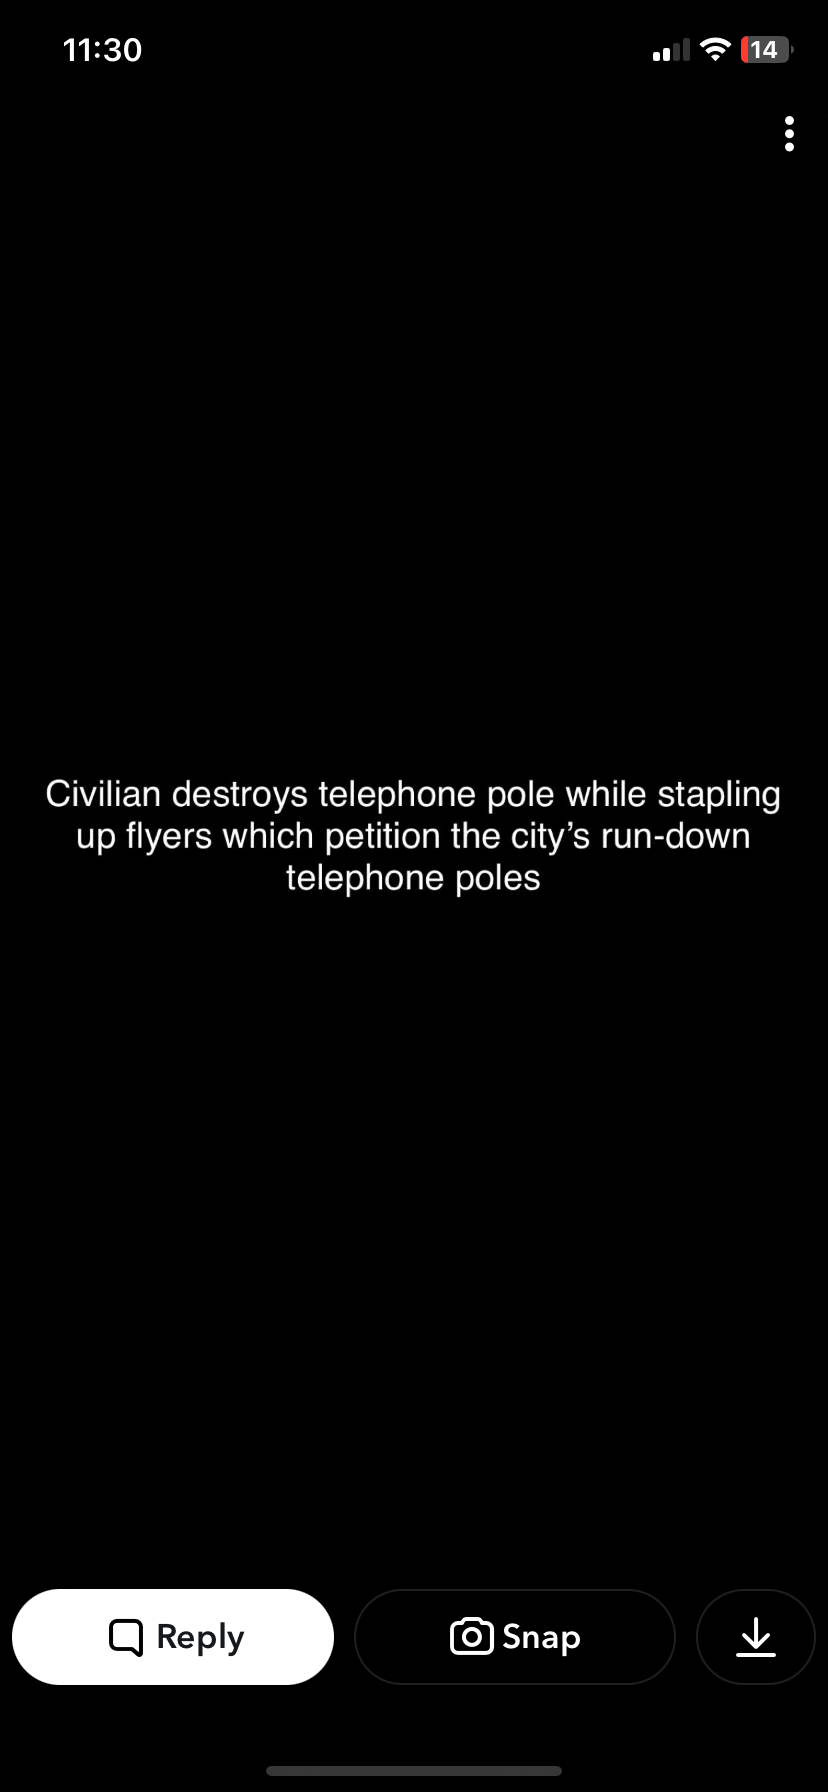 11:30
14
Civilian destroys telephone pole while stapling
up flyers which petition the city’s run-down
telephone poles
Reply
Snap